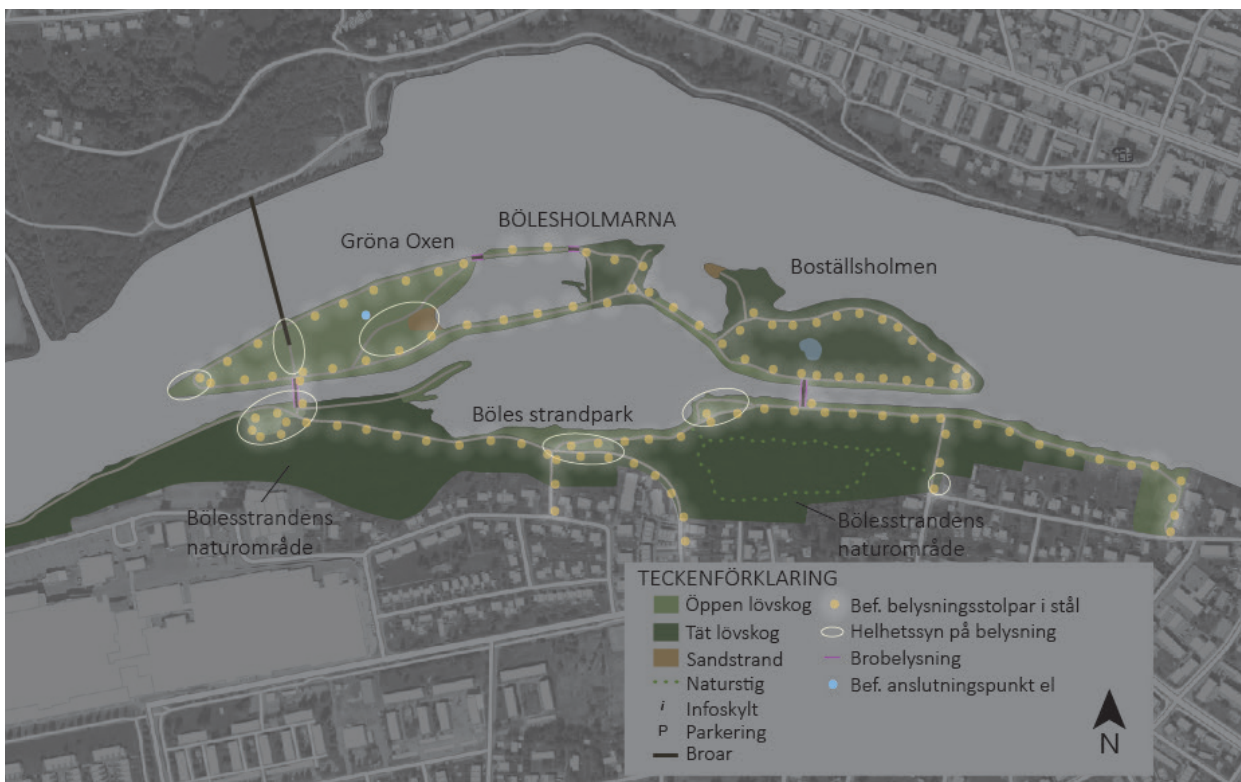 BÖLESHOLMARNA
Gröna Oxen
Boställsholmen
Böles strandpark
Bölesstrandens
naturområde
Bölesstrandens
naturområde
TECKENFÖRKLARING
Öppen lövskog
Tät lövskog
Sandstrand
Naturstig
i Infoskylt
P Parkering
Broar
Bef. belysningsstolpar i stål
Helhetssyn på belysning
Brobelysning
Bef. anslutningspunkt el
N